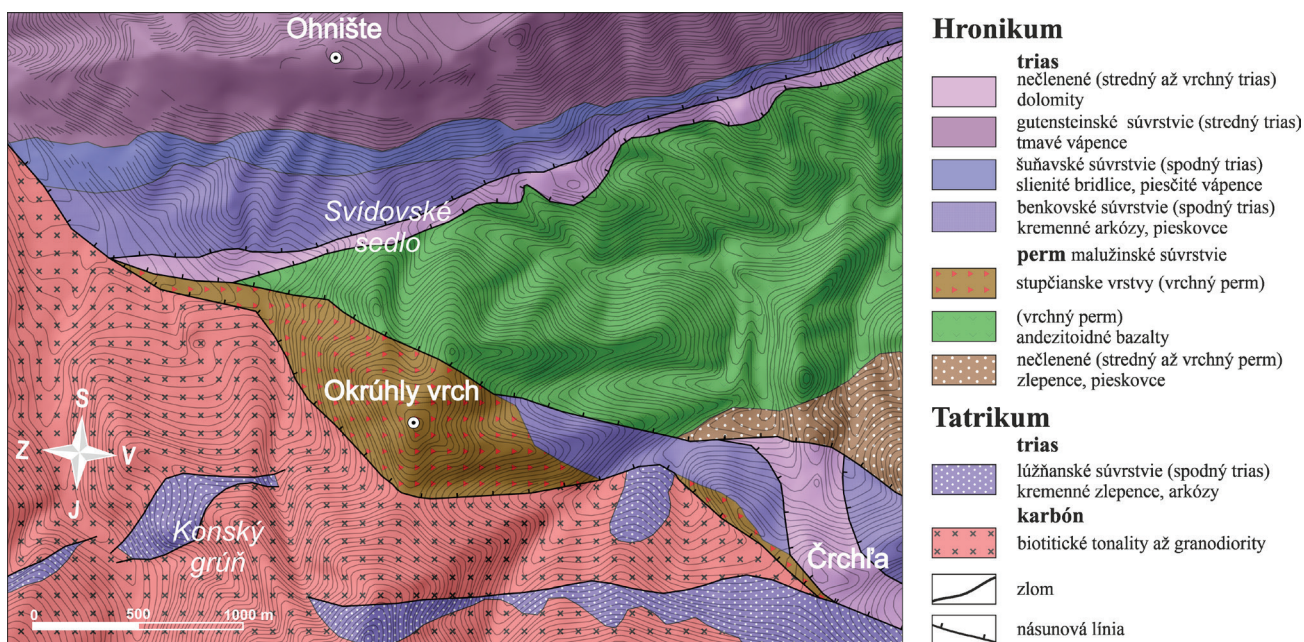 Ohnište
Svídovské
sedlo
Okrúhly vrch
S
Z
V
J
Konský
grúň
Črchľa
0 500 1000 m
Hronikum
trias
nečlenené (stredný až vrchný trias)
dolomity
gutensteinské súvrstvie (stredný trias)
tmavé vápence
šuňavské súvrstvie (spodný trias)
slienité bridlice, piesčité vápence
benkovské súvrstvie (spodný trias)
kremenné arkózy, pieskovce
perm malužinské súvrstvie
stupčianske vrstvy (vrchný perm)
(vrchný perm)
andezitoidné bazalty
nečlenené (stredný až vrchný perm)
zlepence, pieskovce
Tatrikum
trias
lúžňanské súvrstvie (spodný trias)
kremenné zlepence, arkózy
karbón
biotitické tonality až granodiority
zlom
násunová línia